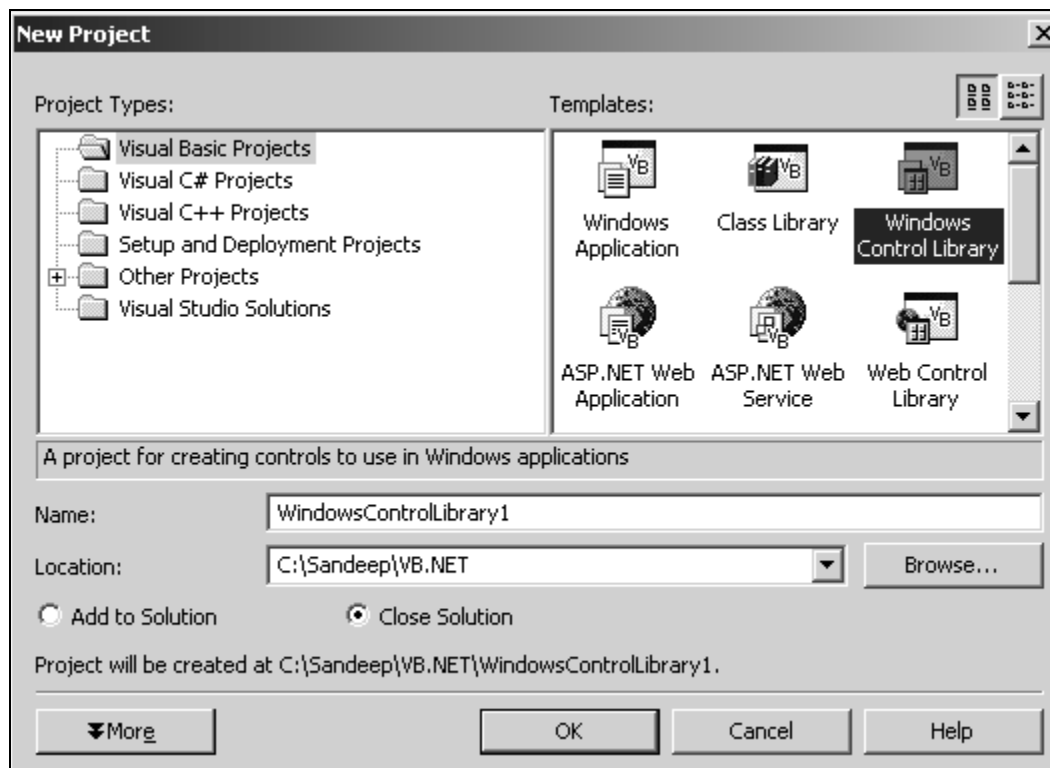 New Project
Project Types:
Templates:
Visual Basic Projects
Visual C# Projects
Visual C++ Projects
Setup and Deployment Projects
Other Projects
Visual Studio Solutions
Windows
Application
Class Library
Windows
Control Library
ASP.NET Web
Application
ASP.NET Web
Service
Web Control
Library
A project for creating controls to use in Windows applications
Name:
WindowsControlLibrary1
Location:
C:\Sandeep\VB.NET
Browse...
Add to Solution
Close Solution
Project will be created at C:\Sandeep\VB.NET\WindowsControlLibrary1.
More
OK
Cancel
Help